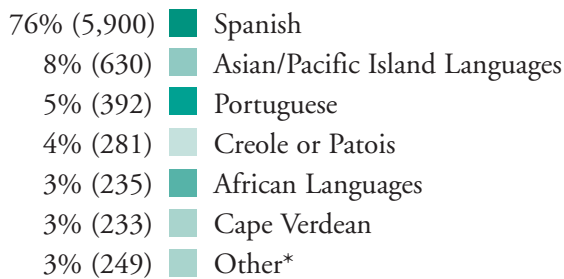 76% (5,900) Spanish
8% (630) Asian/Pacific Island Languages
5% (392) Portuguese
4% (281) Creole or Patois
3% (235) African Languages
3% (233) Cape Verdean
3% (249) Other*